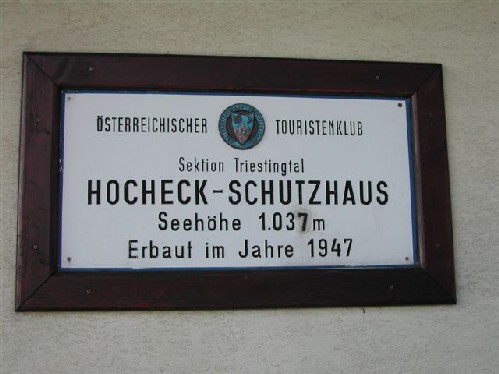 ÖSTERREICHISCHER TOURISTENKLUB
Sektion Triestingtal
HOCHECK-SCHUTZHAUS
Seehöhe 1.037m
Erbaut im Jahre 1947